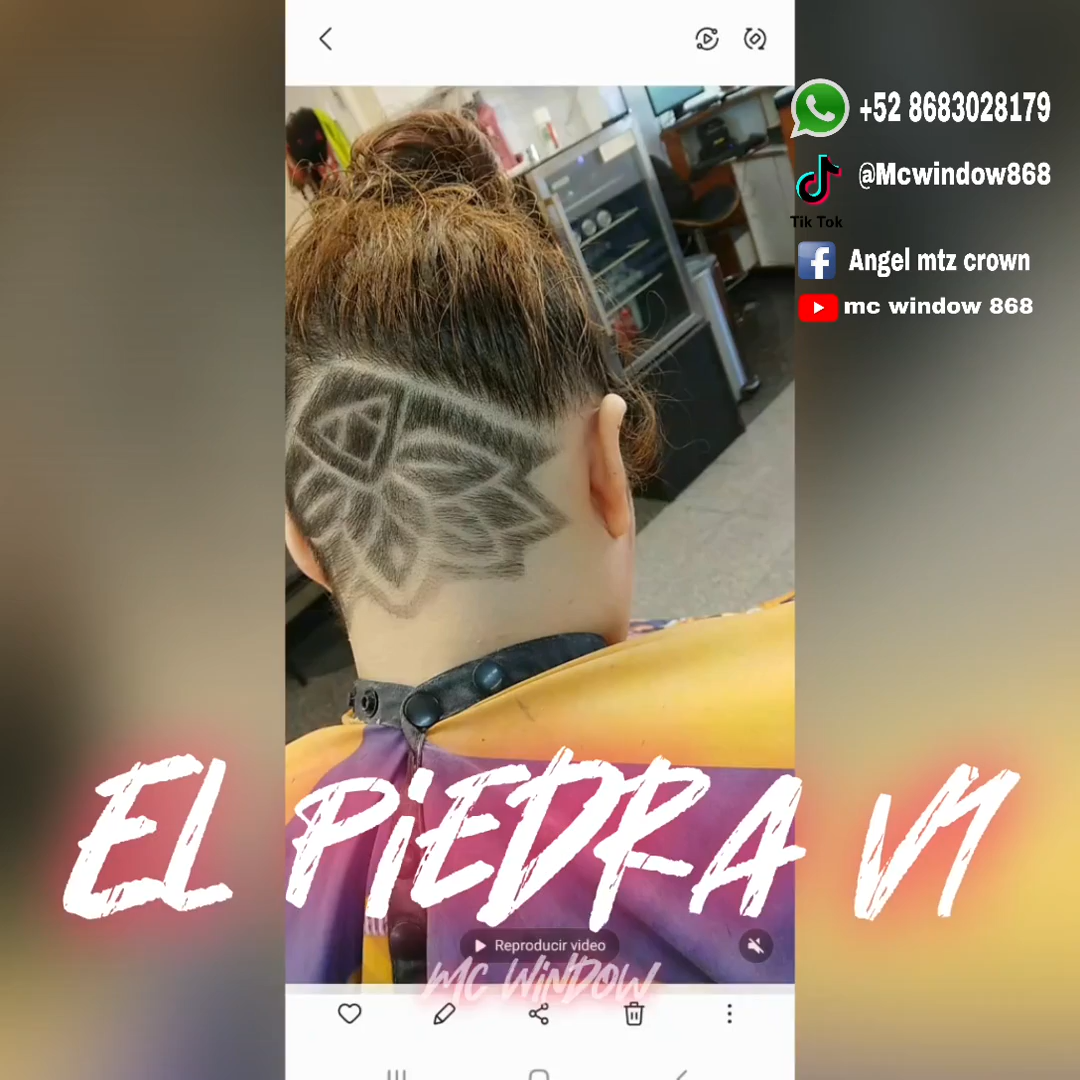 +52 8683028179
@Mcwindow868
Tik Tok
Angel mtz crown
mc window 868
EL PiEDRA V1
Reproducir video
MC WiNDOW